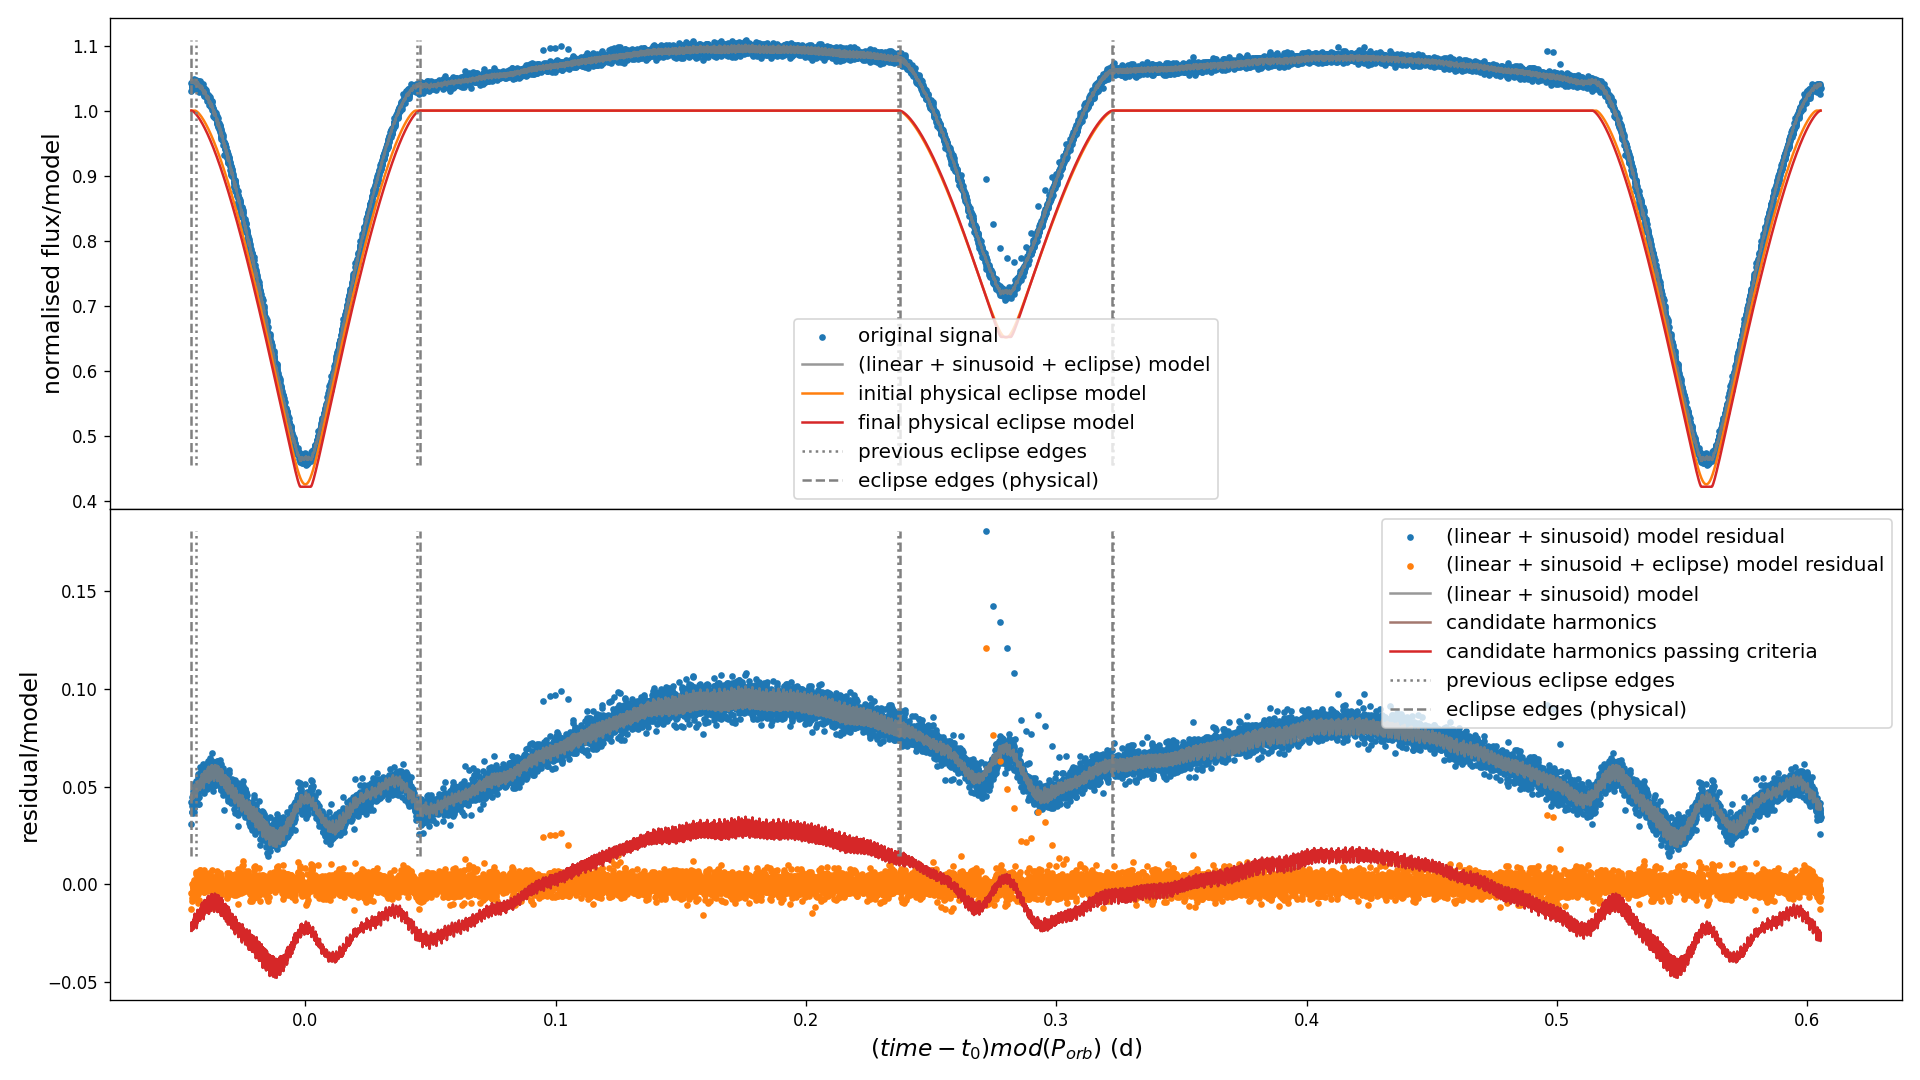 normalised flux/model
1.1
1.0
0.9
0.8
0.7
0.6
0.5
0.4
original signal
(linear + sinusoid + eclipse) model
initial physical eclipse model
final physical eclipse model
previous eclipse edges
eclipse edges (physical)
residual/model
0.15
0.10
0.05
0.00
−0.05
(linear + sinusoid) model residual
(linear + sinusoid + eclipse) model residual
(linear + sinusoid) model
candidate harmonics
candidate harmonics passing criteria
previous eclipse edges
eclipse edges (physical)
0.0 0.1 0.2 0.3 0.4 0.5 0.6
(time − t₀)mod(Pₒᵣb) (d)